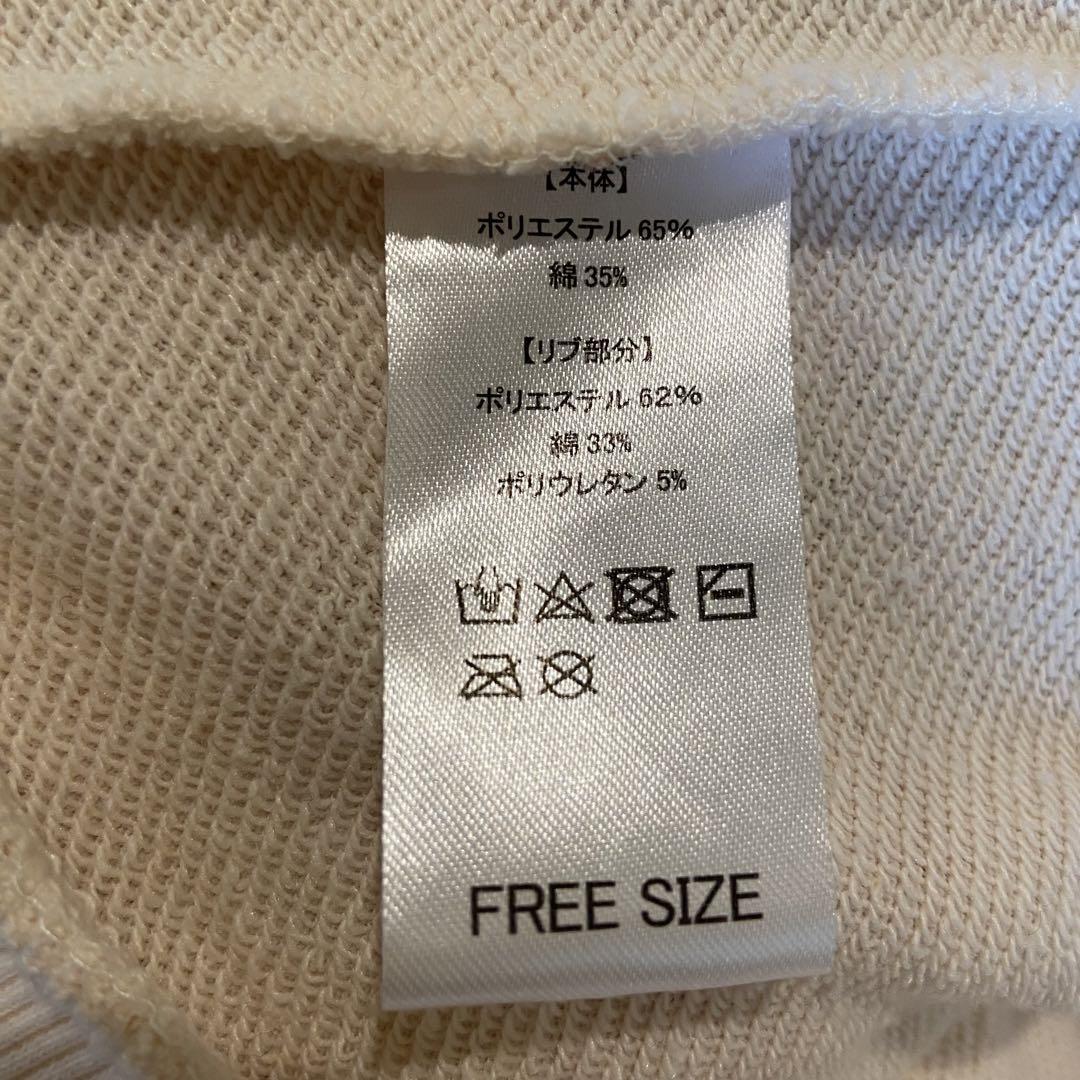 【本体】
ポリエステル 65%
綿 35%
【リブ部分】
ポリエステル 62%
綿 33%
ポリウレタン 5%
FREE SIZE